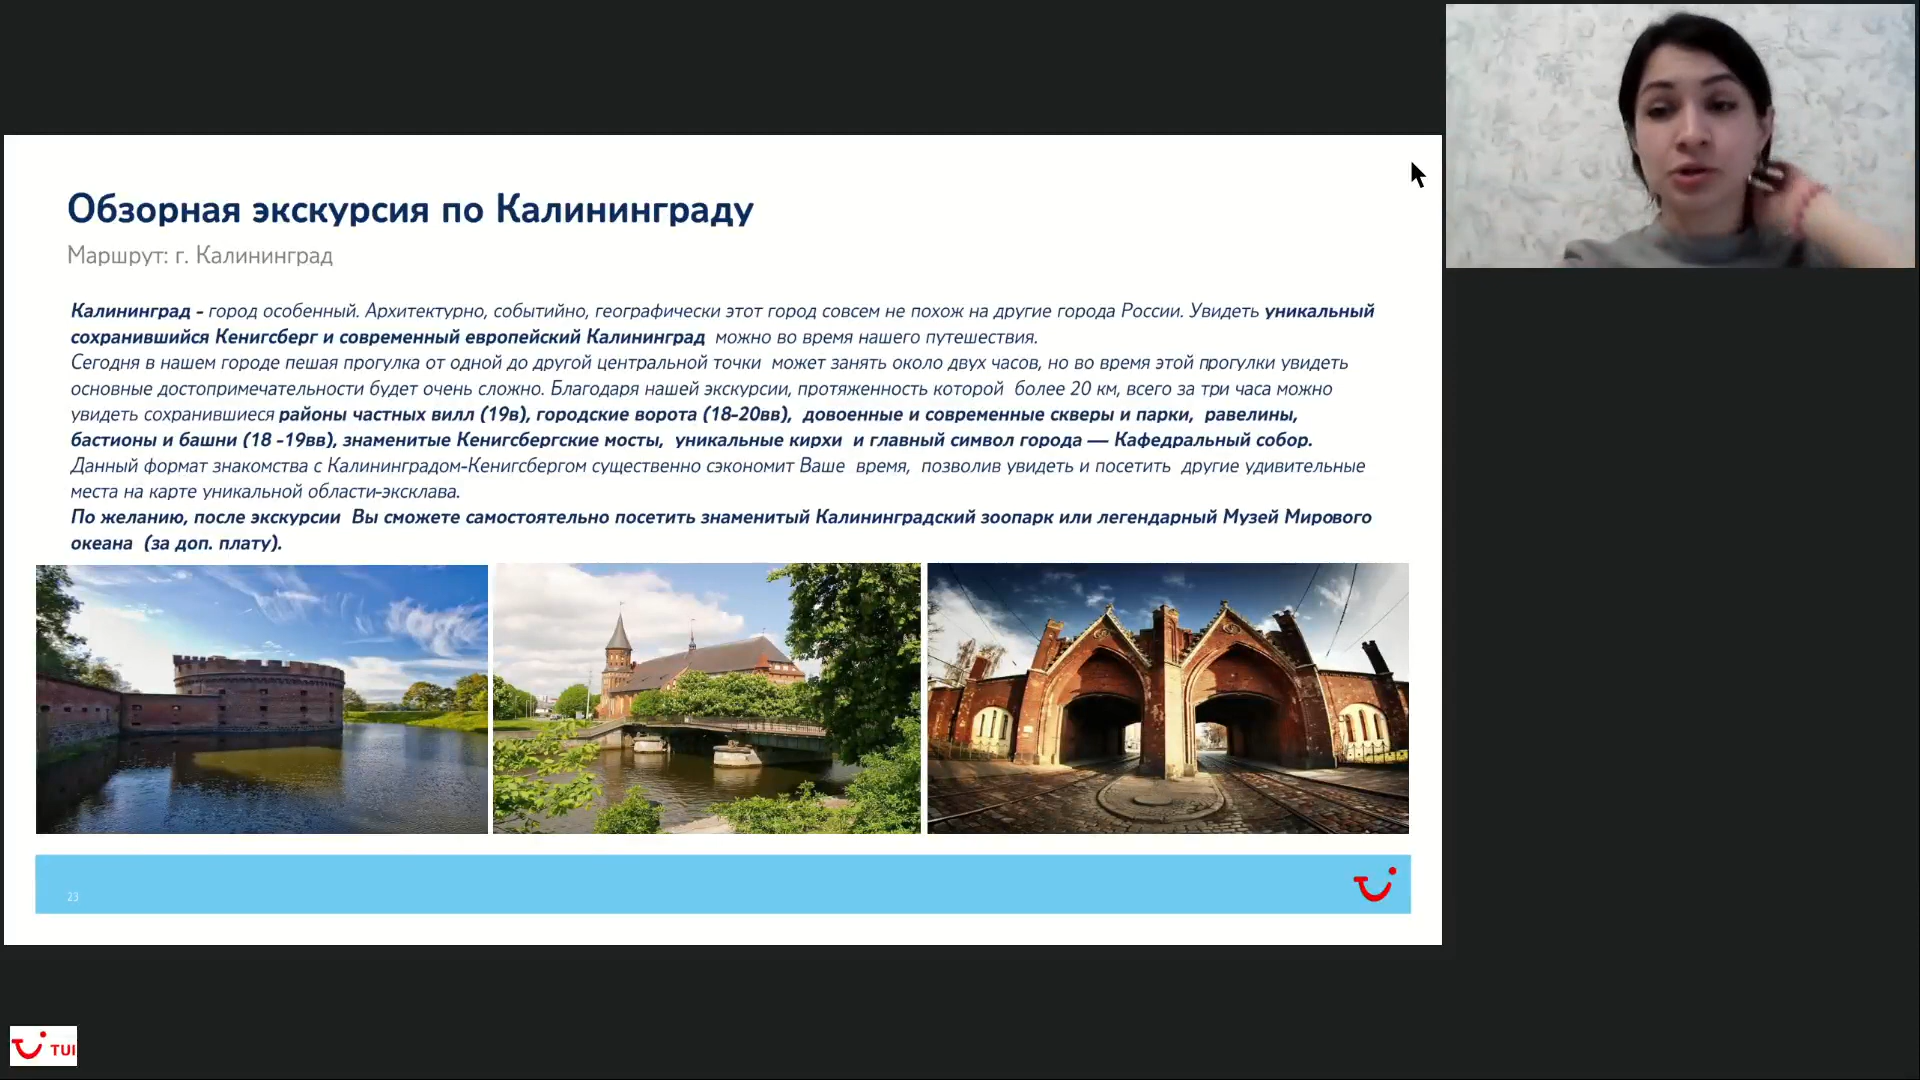 Обзорная экскурсия по Калининграду
Маршрут: г. Калининград
Калининград - город особенный. Архитектурно, событийно, географически этот город совсем не похож на другие города России. Увидеть уникальный
сохранившийся Кенигсберг и современный европейский Калининград можно во время нашего путешествия.
Сегодня в нашем городе пешая прогулка от одной до другой центральной точки может занять около двух часов, но во время этой прогулки увидеть
основные достопримечательности будет очень сложно. Благодаря нашей экскурсии, протяженность которой более 20 км, всего за три часа можно
увидеть сохранившиеся районы частных вилл (19в), городские ворота (18-20вв), довоенные и современные скверы и парки, равелины,
бастионы и башни (18 -19вв), знаменитые Кенигсбергские мосты, уникальные кирхи и главный символ города — Кафедральный собор.
Данный формат знакомства с Калининградом-Кенигсбергом существенно сэкономит Ваше время, позволив увидеть и посетить другие удивительные
места на карте уникальной области-эксклава.
По желанию, после экскурсии Вы сможете самостоятельно посетить знаменитый Калининградский зоопарк или легендарный Музей Мирового
океана (за доп. плату).
23
TUI